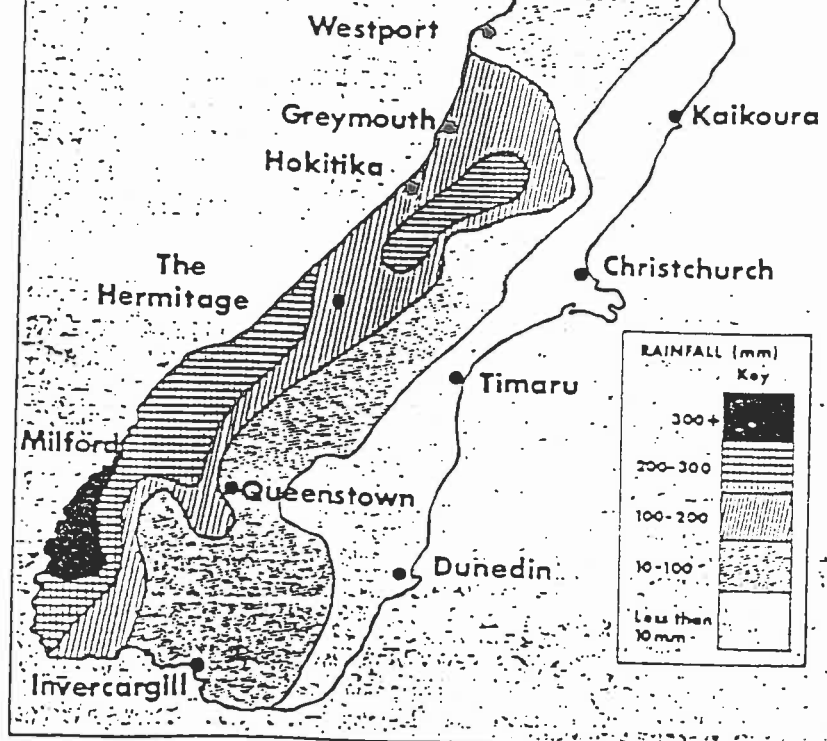 Westport
Greymouth
Kaikoura
Hokitika
The
Hermitage
Christchurch
RAINFALL (mm)
Key
Timaru
300+
Milford
200-300
Queenstown
100-200
Dunedin
10-100
Less than
10mm
Invercargill